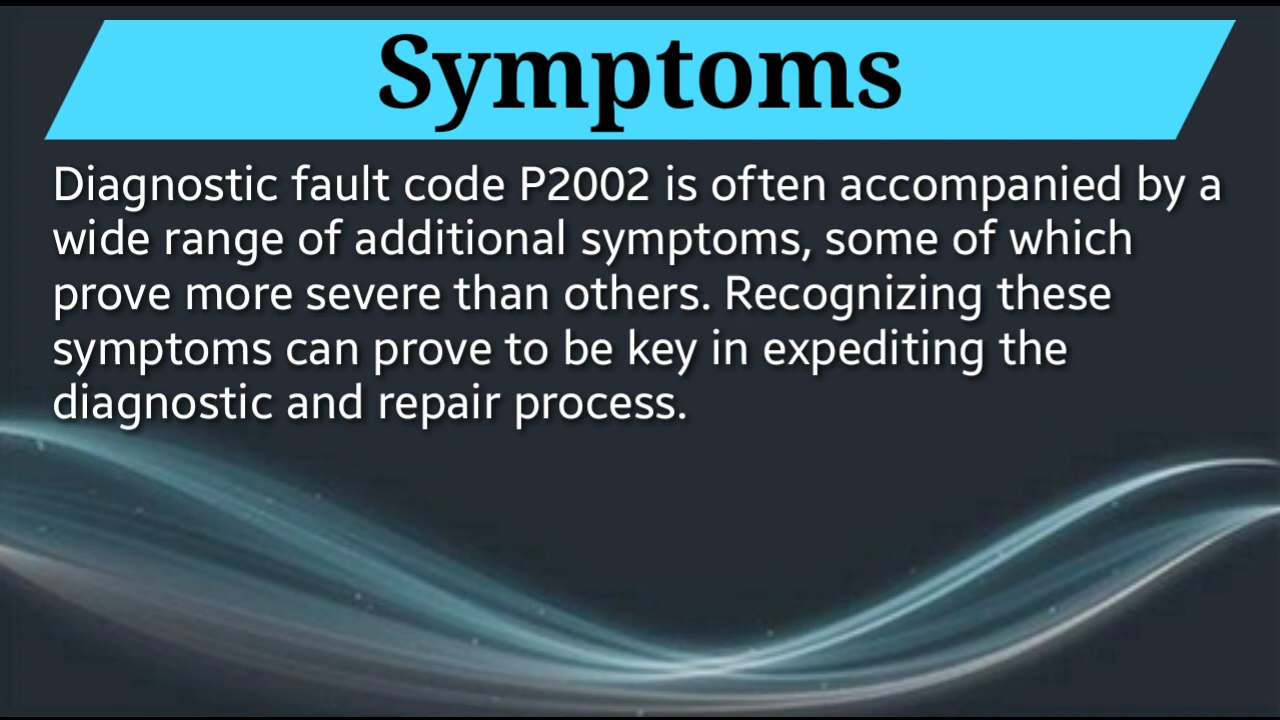 Symptoms
Diagnostic fault code P2002 is often accompanied by a
wide range of additional symptoms, some of which
prove more severe than others. Recognizing these
symptoms can prove to be key in expediting the
diagnostic and repair process.